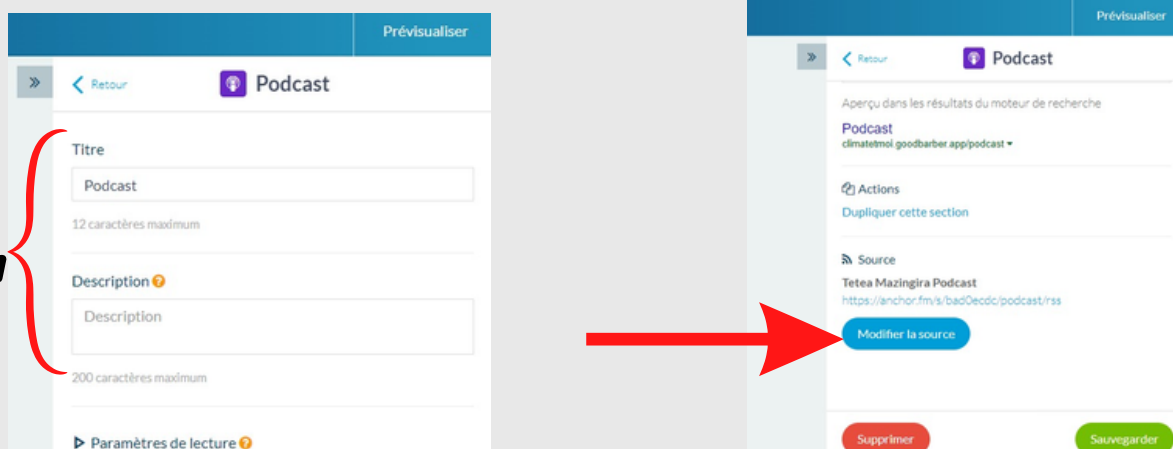 Prévisualiser
Retour
Podcast
Titre
Podcast
12 caractères maximum
Description
Description
200 caractères maximum
Paramètres de lecture
Prévisualiser
Retour
Podcast
Aperçu dans les résultats du moteur de recherche
Podcast
climatetmoi.goodbarber.app/podcast
Actions
Dupliquer cette section
Source
Tetea Mazingira Podcast
https://anchor.fm/s/bad0ecdc/podcast/rss
Modifier la source
Supprimer
Sauvegarder